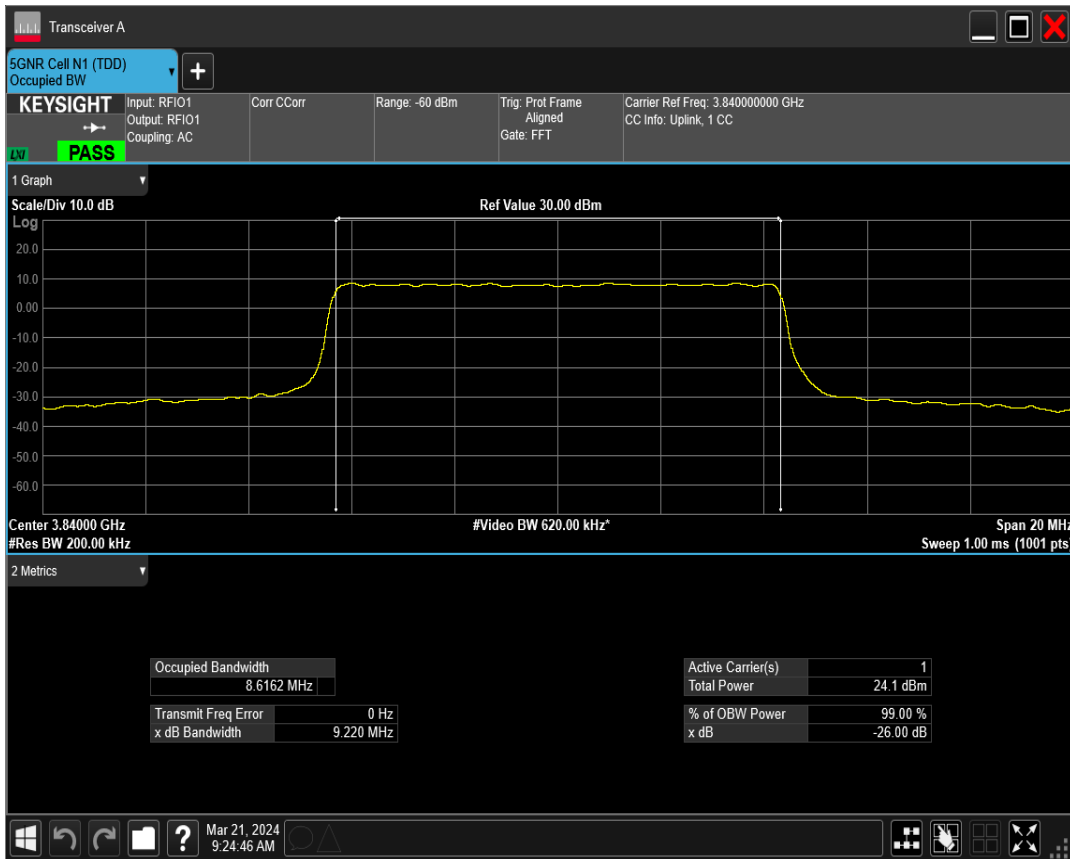 Transceiver A
5GNR Cell N1 (TDD)
Occupied BW
+
KEYSIGHT
LXI
PASS
Input: RFIO1
Output: RFIO1
Coupling: AC
Corr CCorr
Range: -60 dBm
Trig: Prot Frame
Aligned
Gate: FFT
Carrier Ref Freq: 3.840000000 GHz
CC Info: Uplink, 1 CC
1 Graph
Scale/Div 10.0 dB
Ref Value 30.00 dBm
Log
20.0
10.0
0.00
-10.0
-20.0
-30.0
-40.0
-50.0
-60.0
Center 3.84000 GHz
#Video BW 620.00 kHz*
Span 20 MHz
#Res BW 200.00 kHz
Sweep 1.00 ms (1001 pts)
2 Metrics
Occupied Bandwidth
8.6162 MHz
Transmit Freq Error 0 Hz
x dB Bandwidth 9.220 MHz
Active Carrier(s) 1
Total Power 24.1 dBm
% of OBW Power 99.00 %
x dB -26.00 dB
?
Mar 21, 2024
9:24:46 AM